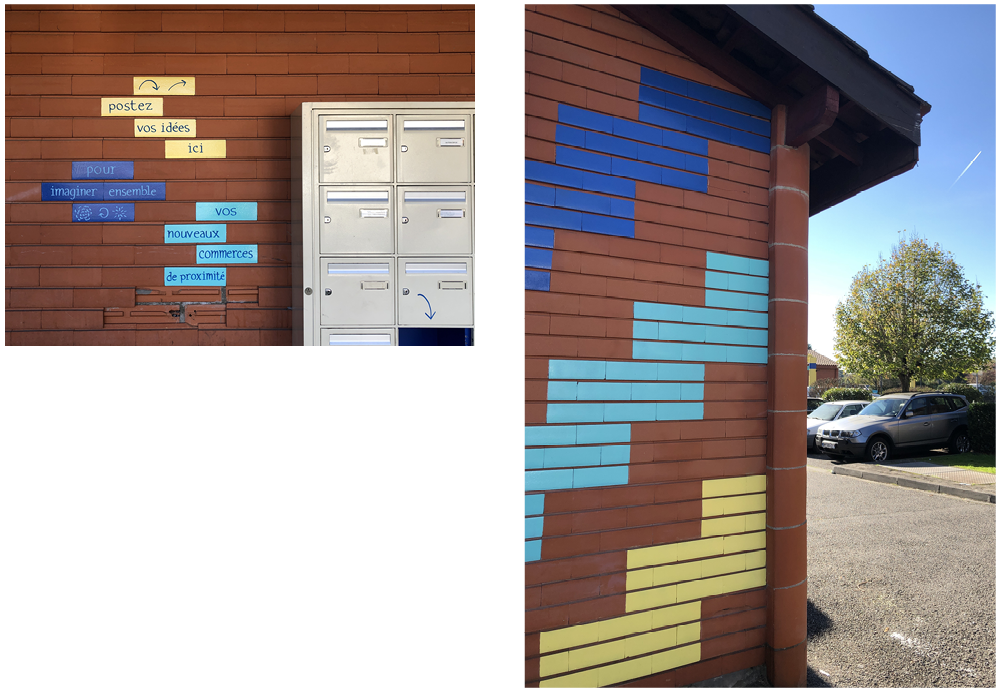 postez
vos idées
ici
pour
imaginer ensemble
vos
nouveaux
commerces
de proximité